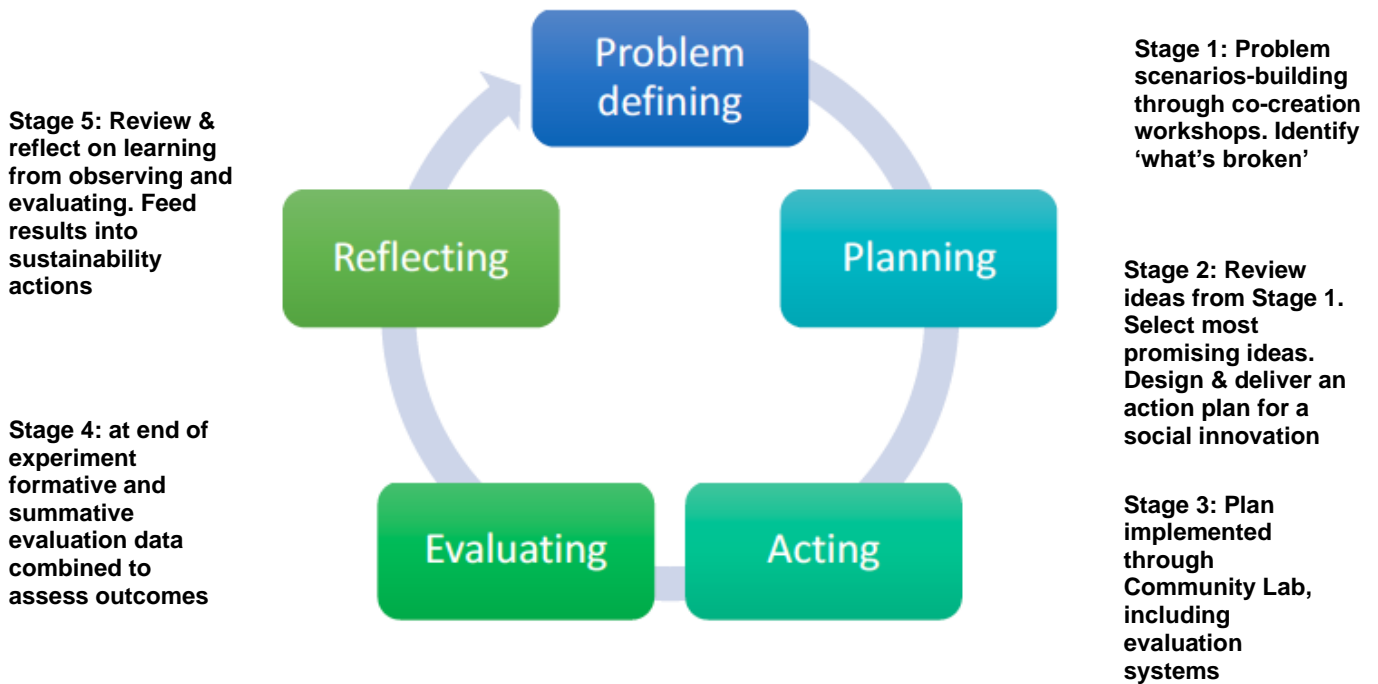 Problem
defining
Stage 1: Problem
scenarios-building
through co-creation
workshops. Identify
‘what’s broken’
Planning
Stage 2: Review
ideas from Stage 1.
Select most
promising ideas.
Design & deliver an
action plan for a
social innovation
Acting
Stage 3: Plan
implemented
through
Community Lab,
including
evaluation
systems
Evaluating
Stage 4: at end of
experiment
formative and
summative
evaluation data
combined to
assess outcomes
Reflecting
Stage 5: Review &
reflect on learning
from observing and
evaluating. Feed
results into
sustainability
actions